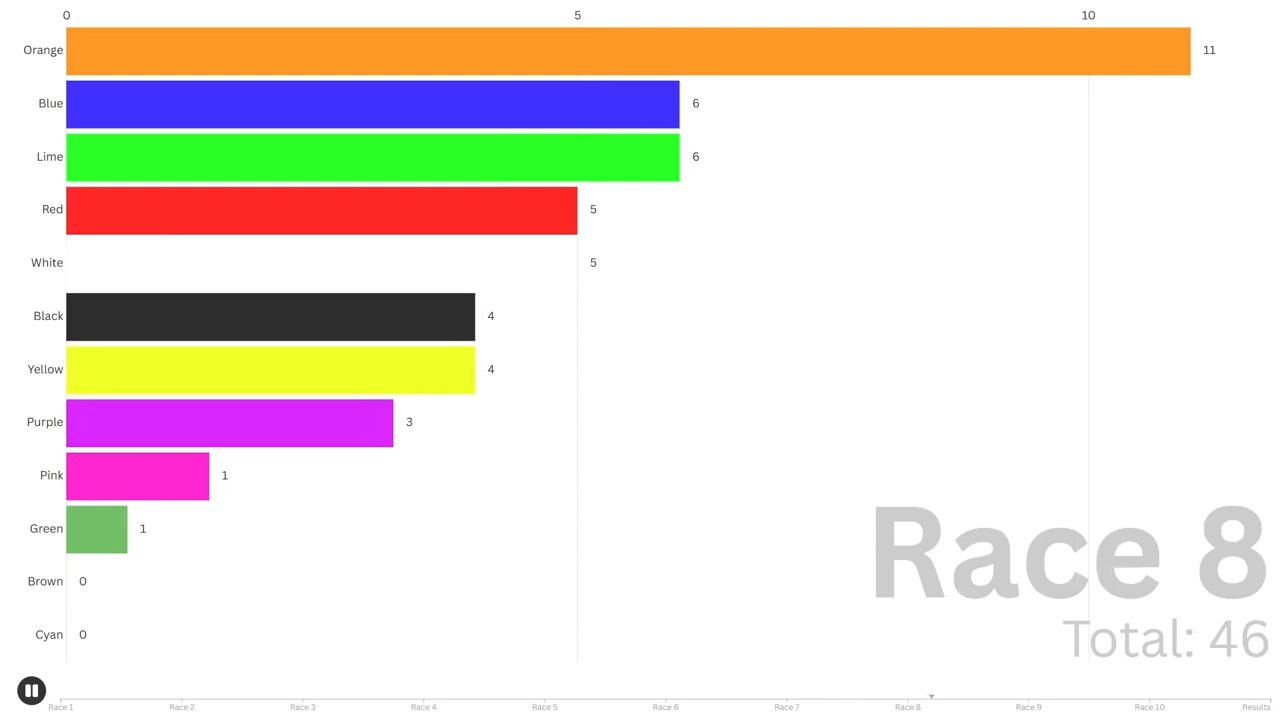 0 5 10
Orange 11
Blue 6
Lime 6
Red 5
White 5
Black 4
Yellow 4
Purple 3
Pink 1
Green 1
Brown 0
Cyan 0
Race 8
Total: 46
Race 1 Race 2 Race 3 Race 4 Race 5 Race 6 Race 7 Race 8 Race 9 Race 10 Results